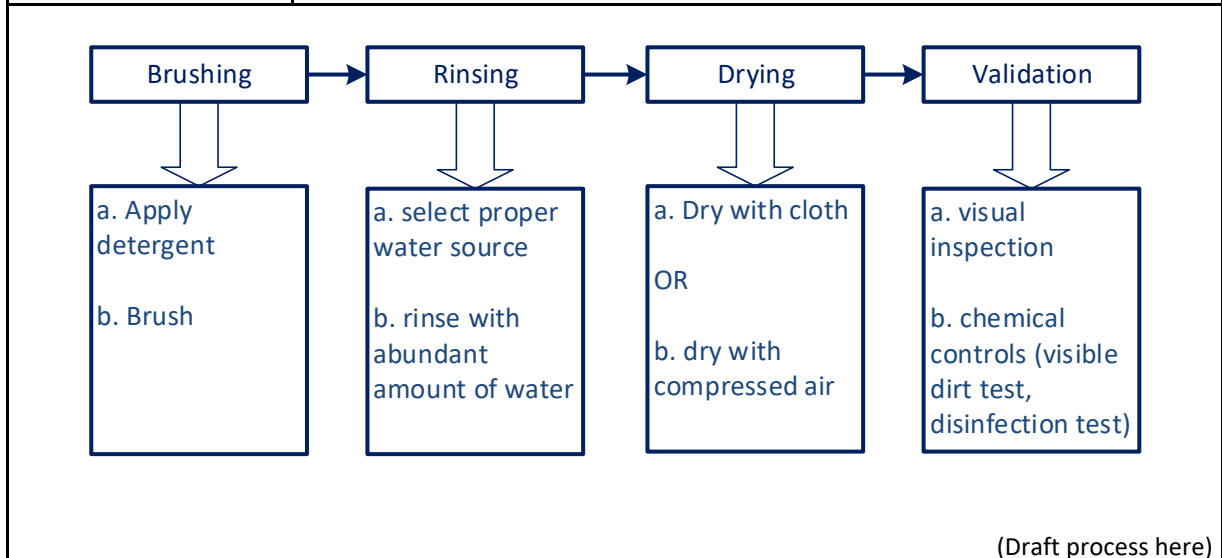 Brushing
Rinsing
Drying
Validation
a. Apply
detergent
b. Brush
a. select proper
water source
b. rinse with
abundant
amount of water
a. Dry with cloth
OR
b. dry with
compressed air
a. visual
inspection
b. chemical
controls (visible
dirt test,
disinfection test)
(Draft process here)